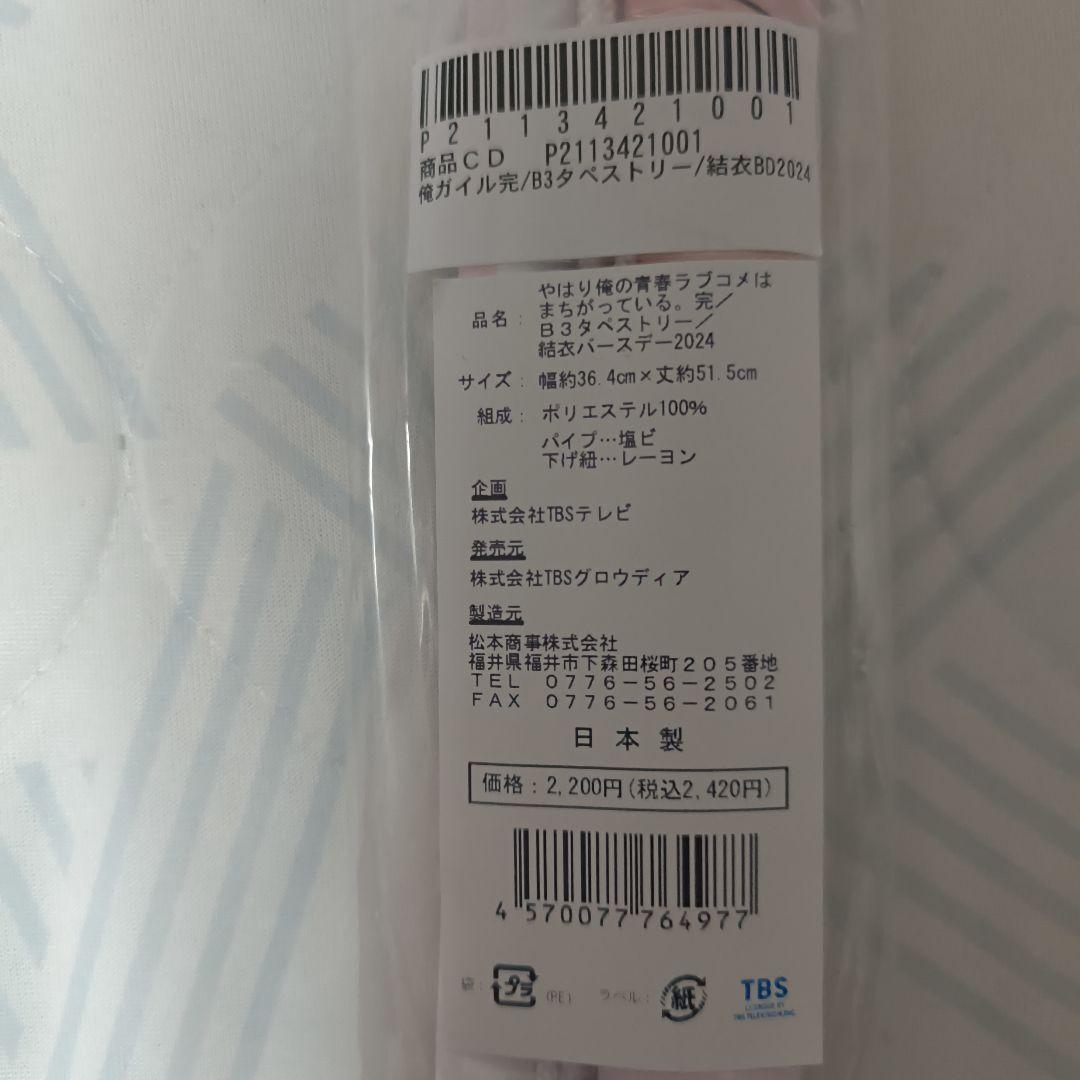 P2113421001
商品CD P2113421001
俺ガイル完/B3タペストリー/結衣BD2024
品名： やはり俺の青春ラブコメは
まちがっている。完／
B3タペストリー／
結衣バースデー2024
サイズ： 幅約36.4cm×丈約51.5cm
組成： ポリエステル100%
パイプ…塩ビ
下げ紐…レーヨン
企画
株式会社TBSテレビ
発売元
株式会社TBSグロウディア
製造元
松本商事株式会社
福井県福井市下森田桜町205番地
TEL 0776-56-2502
FAX 0776-56-2061
日本製
価格：2,200円(税込2,420円)
4570077764977
袋： プラ (PE) ラベル： 紙 TBS